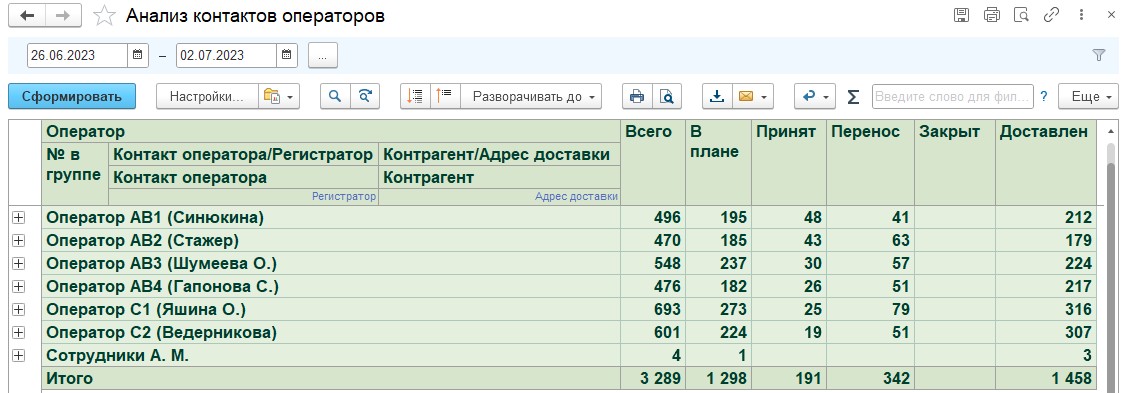 Анализ контактов операторов
26.06.2023 – 02.07.2023 ...
Сформировать Настройки... Разворачивать до Σ Введите слово для фил... ? Еще
Оператор Всего В плане Принят Перенос Закрыт Доставлен
№ в группе Контакт оператора/Регистратор Контрагент/Адрес доставки
Контакт оператора Контрагент
Регистратор Адрес доставки
Оператор АВ1 (Синюкина) 496 195 48 41 212
Оператор АВ2 (Стажер) 470 185 43 63 179
Оператор АВ3 (Шумеева О.) 548 237 30 57 224
Оператор АВ4 (Гапонова С.) 476 182 26 51 217
Оператор С1 (Яшина О.) 693 273 25 79 316
Оператор С2 (Ведерникова) 601 224 19 51 307
Сотрудники А. М. 4 1 3
Итого 3 289 1 298 191 342 1 458